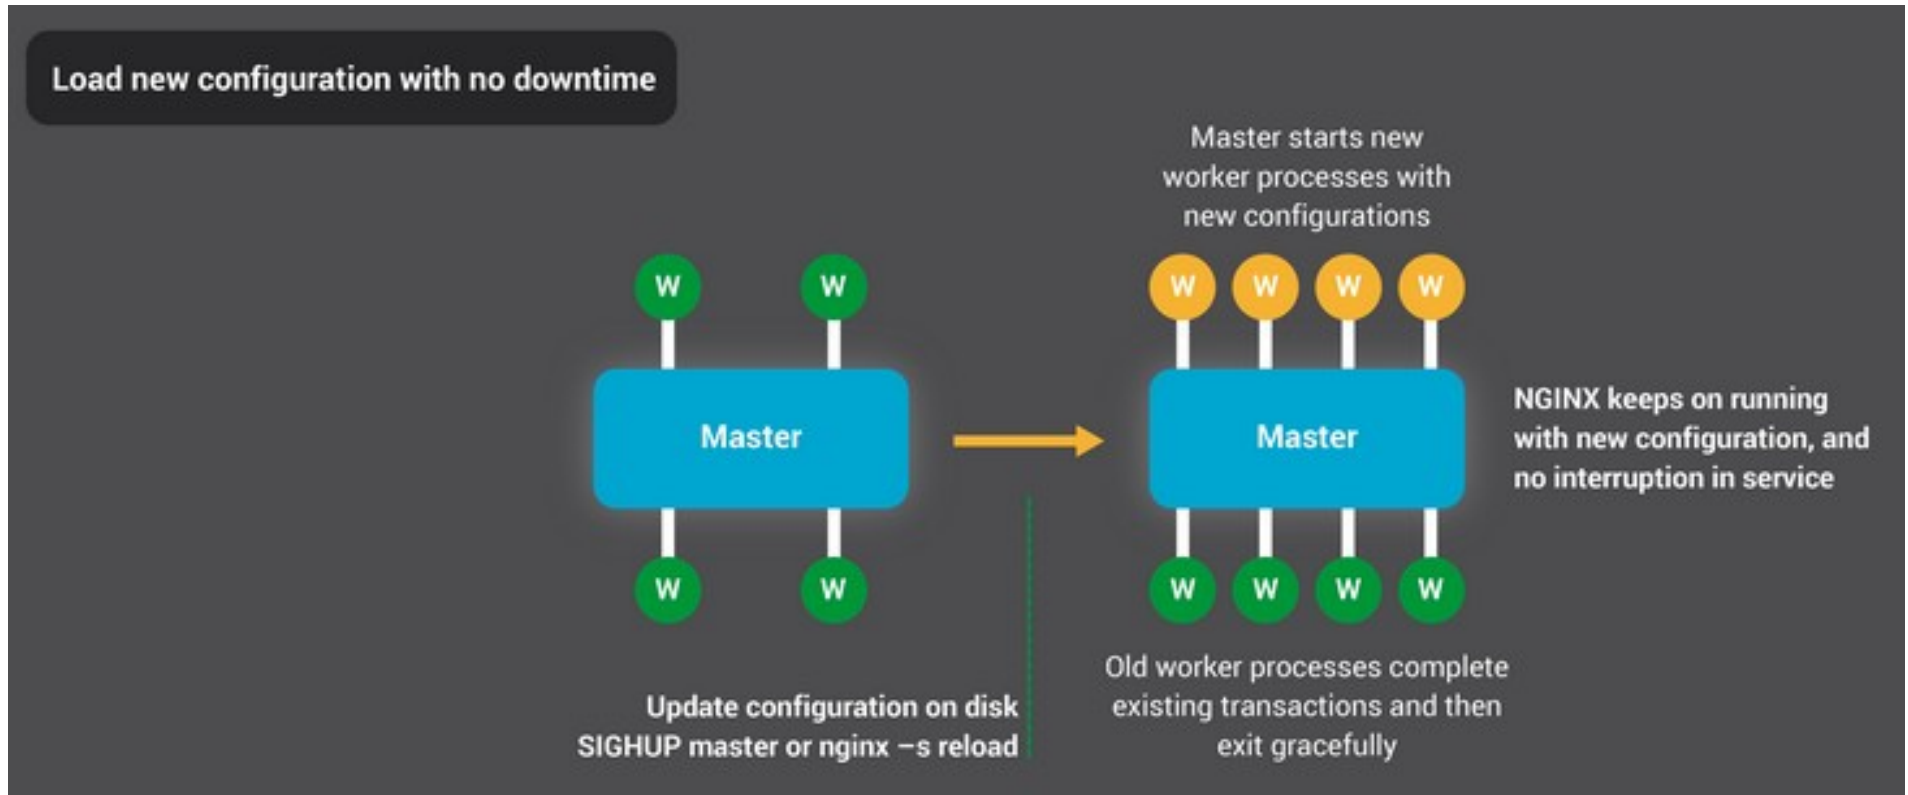 Load new configuration with no downtime
Master starts new
worker processes with
new configurations
W W
W W W W
Master
Master
NGINX keeps on running
with new configuration, and
no interruption in service
W W
W W W W
Update configuration on disk
SIGHUP master or nginx –s reload
Old worker processes complete
existing transactions and then
exit gracefully